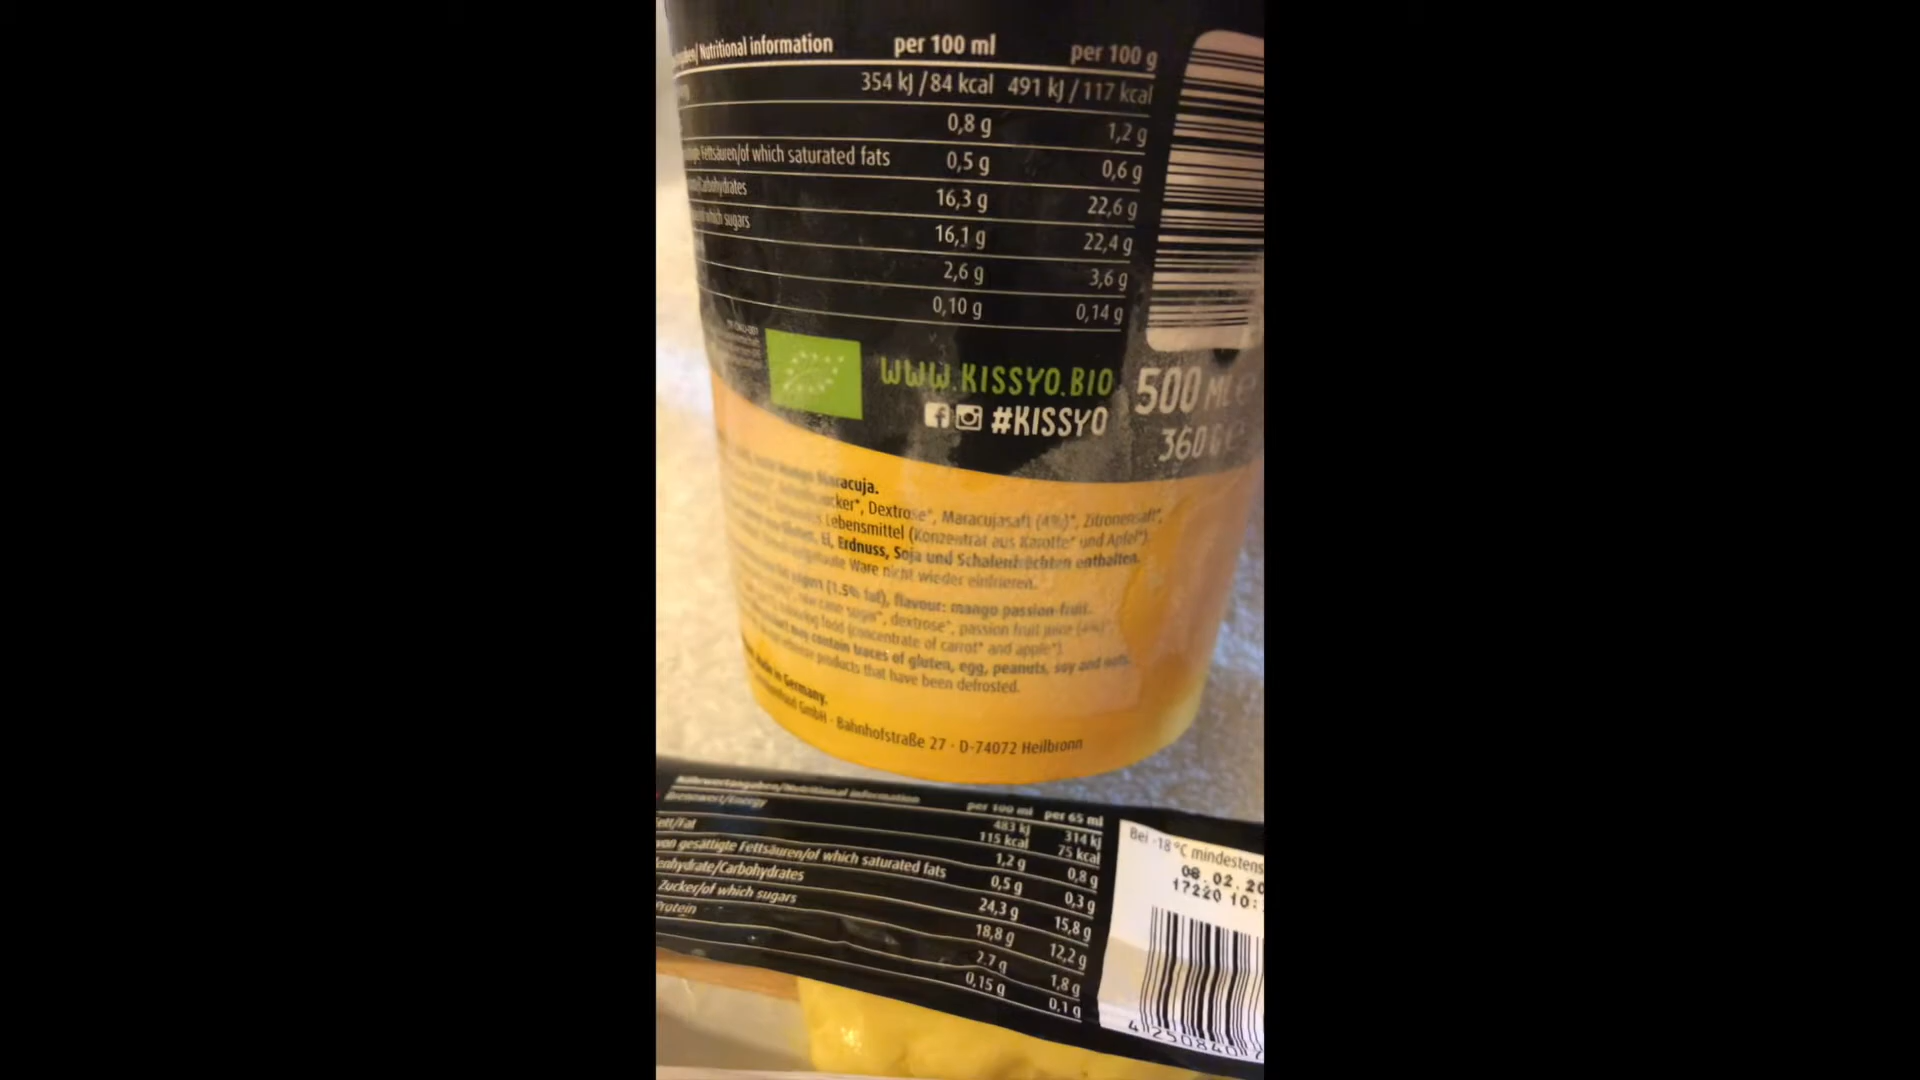 Nutritional information per 100 ml per 100 g
354 kJ / 84 kcal 491 kJ / 117 kcal
0,8 g 1,2 g
Fettsäuren/of which saturated fats 0,5 g 0,6 g
Carbohydrates 16,3 g 22,6 g
of which sugars 16,1 g 22,4 g
2,6 g 3,6 g
0,10 g 0,14 g
WWW.KISSYO.BIO
#KISSYO
500 ML e
360 G e
Maracuja.
Dextrose*, Maracujasaft (4%)*, Zitronensaft*,
Lebensmittel (Konzentrat aus Karotte* und Apfel*).
Ei, Erdnuss, Soja und Schalenfrüchten enthalten.
Ware nicht wieder einfrieren.
(1.5% fat), flavour: mango passion fruit.
cane sugar*, dextrose*, passion fruit juice (4%)*,
food (concentrate of carrot* and apple*).
may contain traces of gluten, egg, peanuts, soy and nuts.
products that have been defrosted.
Made in Germany.
GmbH · Bahnhofstraße 27 · D-74072 Heilbronn
Nährwertangaben/Nutritional information per 100 ml per 65 ml
Brennwert/Energy 483 kJ 314 kJ
115 kcal 75 kcal
Fett/Fat 1,2 g 0,8 g
von gesättigte Fettsäuren/of which saturated fats 0,5 g 0,3 g
enhydrate/Carbohydrates 24,3 g 15,8 g
Zucker/of which sugars 18,8 g 12,2 g
Protein 2,7 g 1,8 g
0,15 g 0,1 g
Bei -18 °C mindestens
08.02.20
17220 10:
4 250840 7